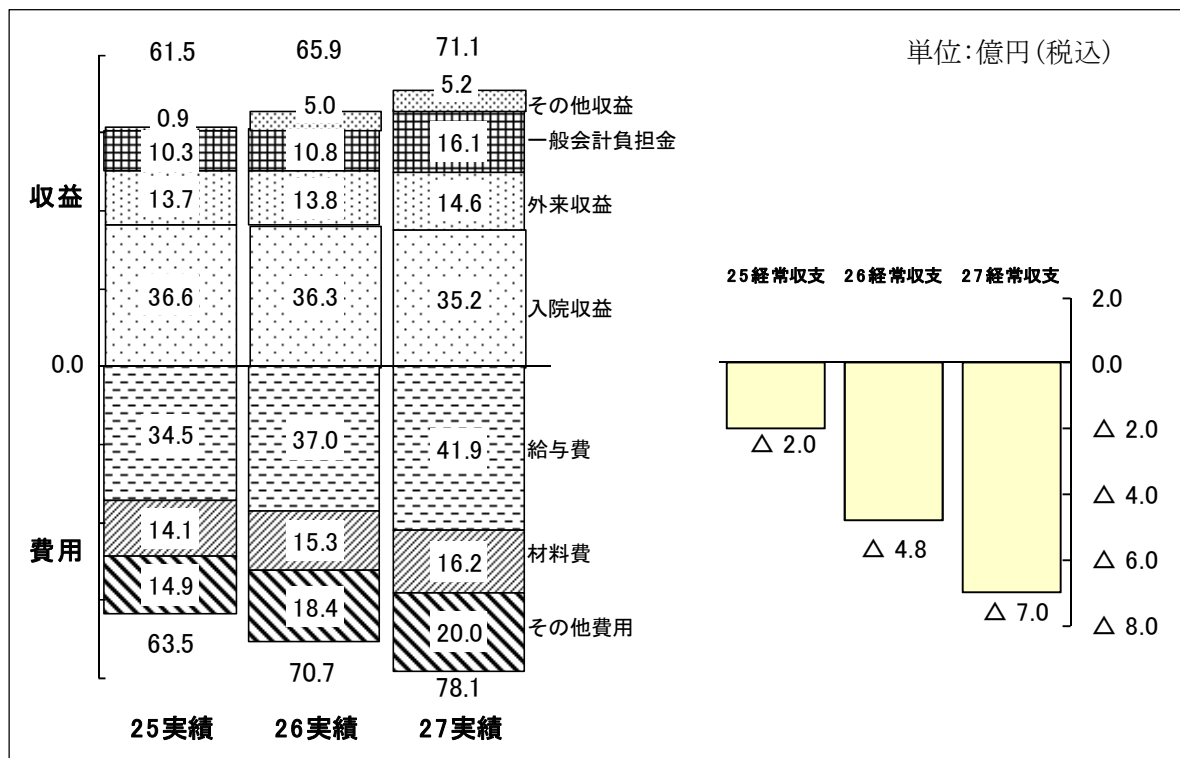 単位：億円（税込）
61.5 65.9 71.1
0.9 5.0 5.2 その他収益
10.3 10.8 16.1 一般会計負担金
収益
13.7 13.8 14.6 外来収益
36.6 36.3 35.2 入院収益
0.0
34.5 37.0 41.9 給与費
費用
14.1 15.3 16.2 材料費
14.9 18.4 20.0 その他費用
63.5 70.7 78.1
25実績 26実績 27実績
25経常収支 26経常収支 27経常収支
2.0
0.0
△ 2.0
△ 4.0
△ 6.0
△ 8.0
△ 2.0
△ 4.8
△ 7.0